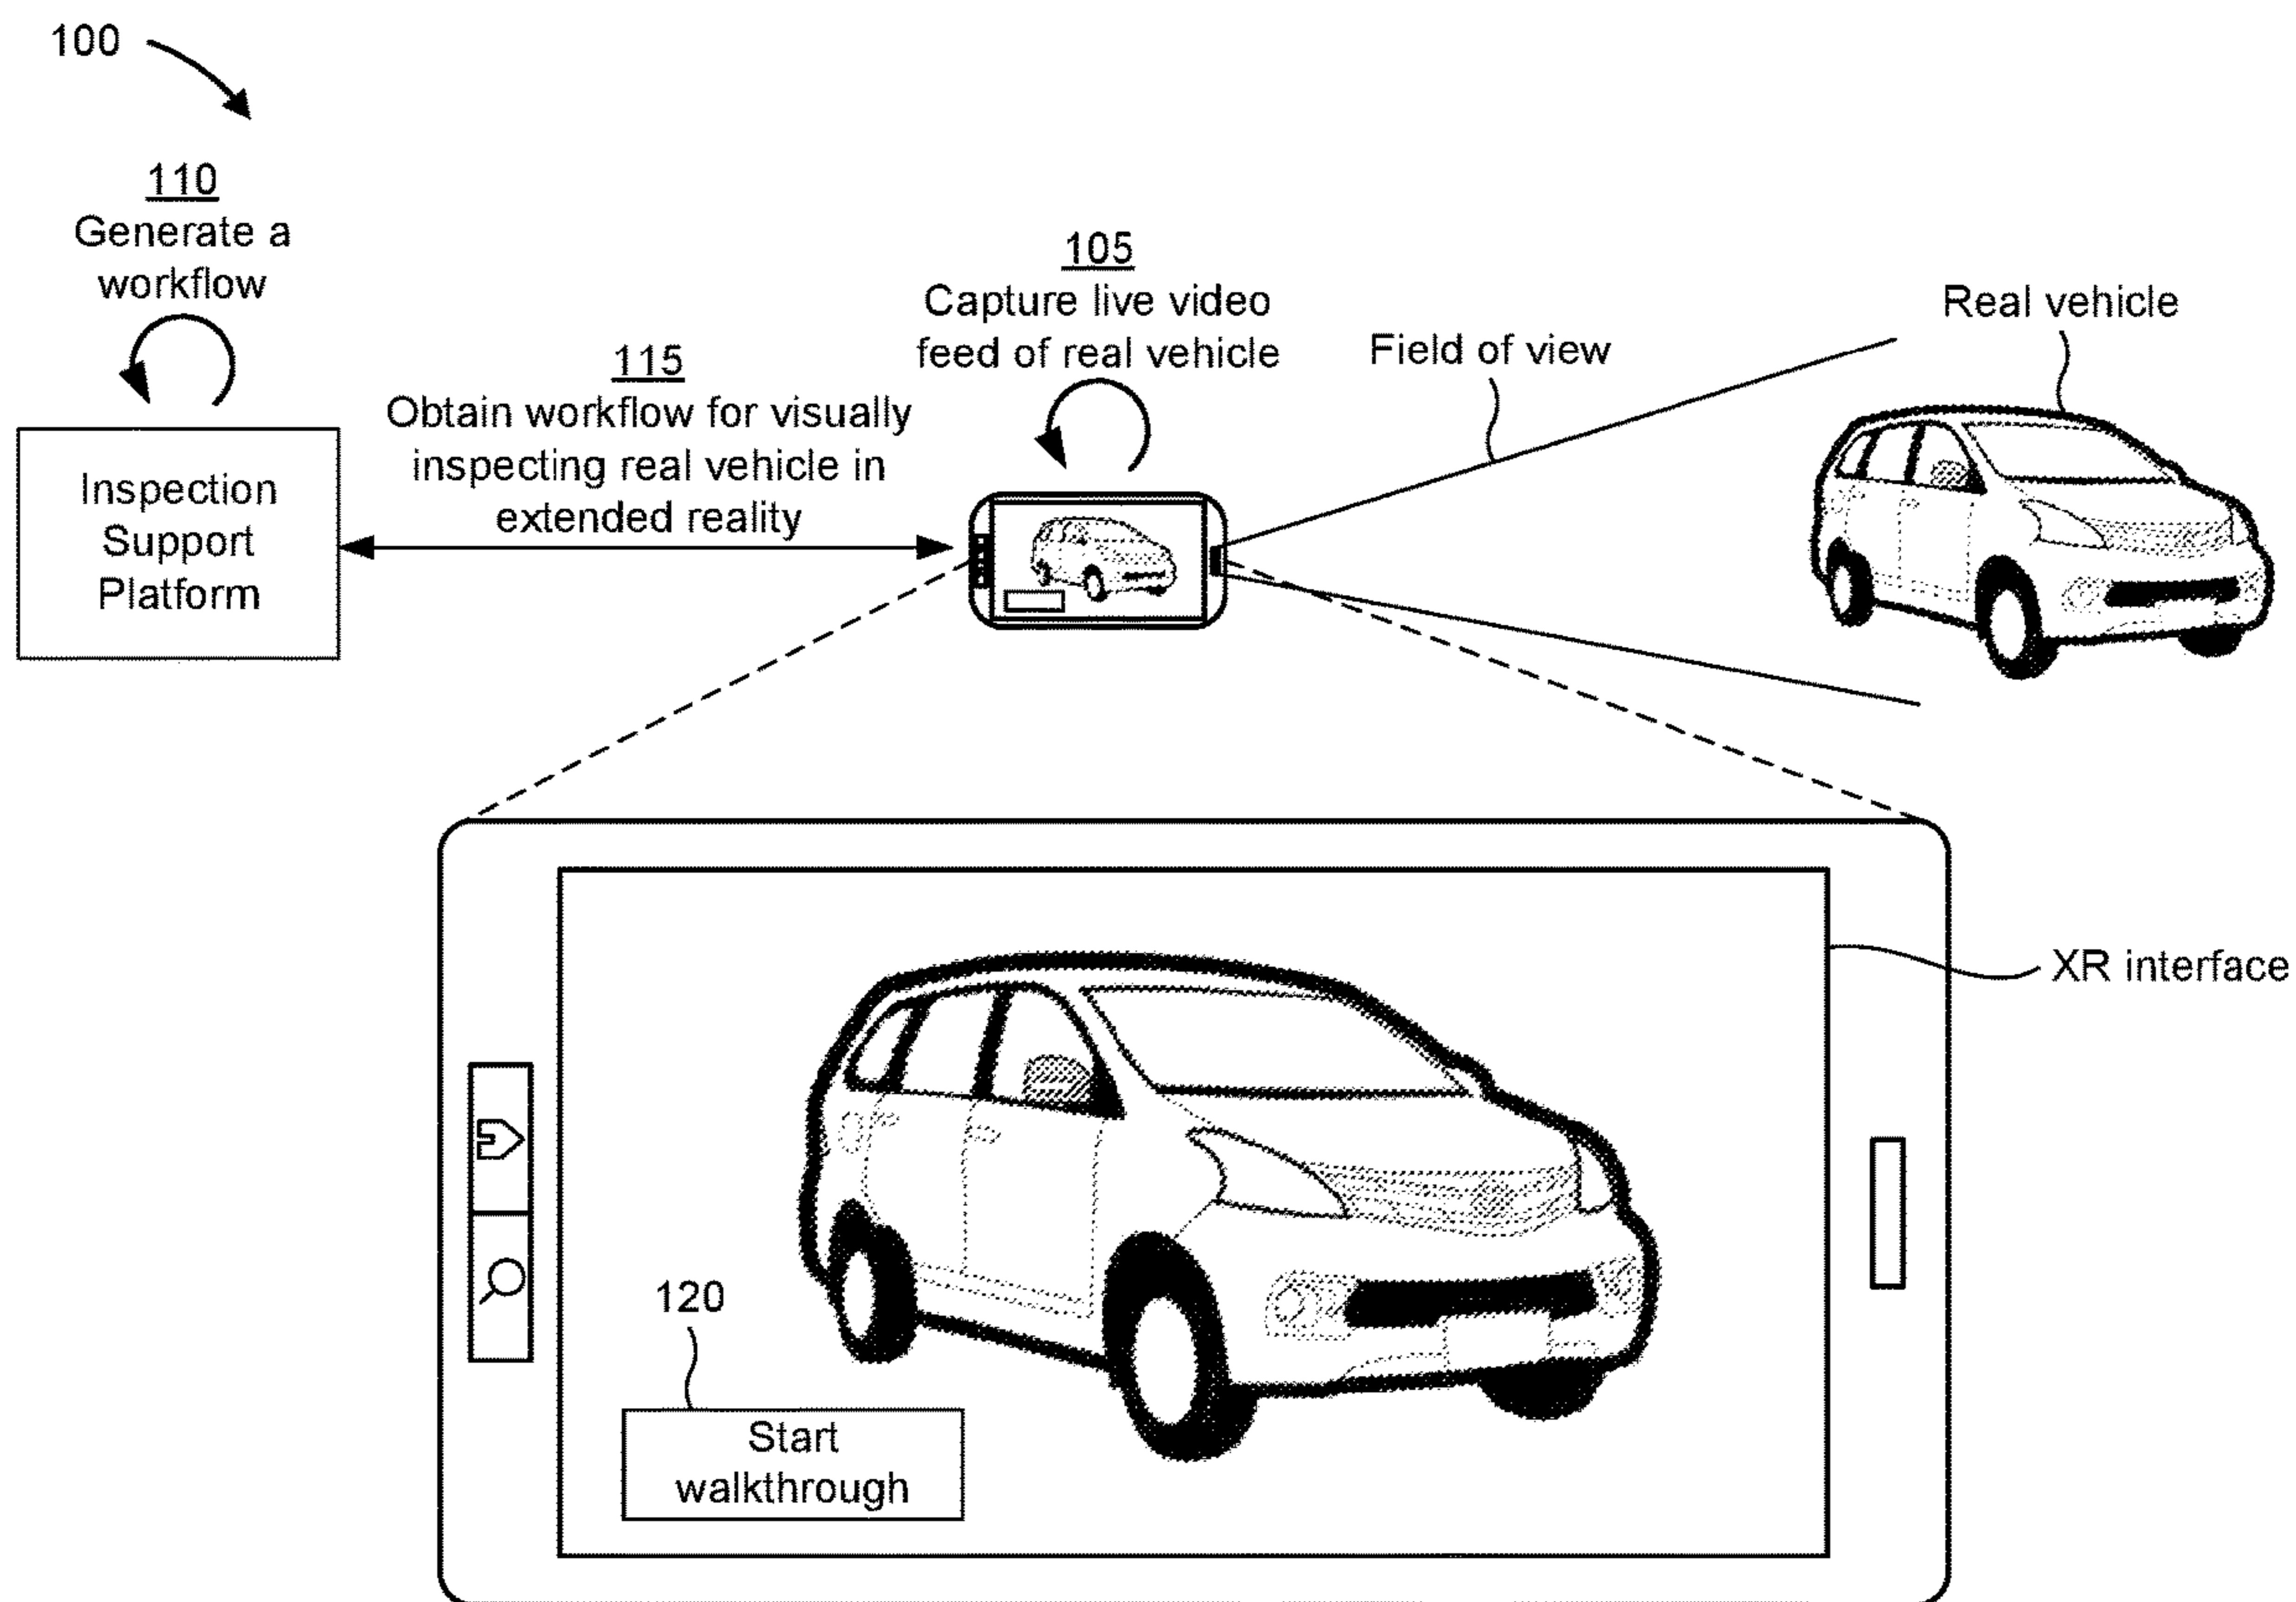 100
110
Generate a
workflow
Inspection
Support
Platform
115
Obtain workflow for visually
inspecting real vehicle in
extended reality
105
Capture live video
feed of real vehicle
Field of view
Real vehicle
XR interface
120
Start
walkthrough